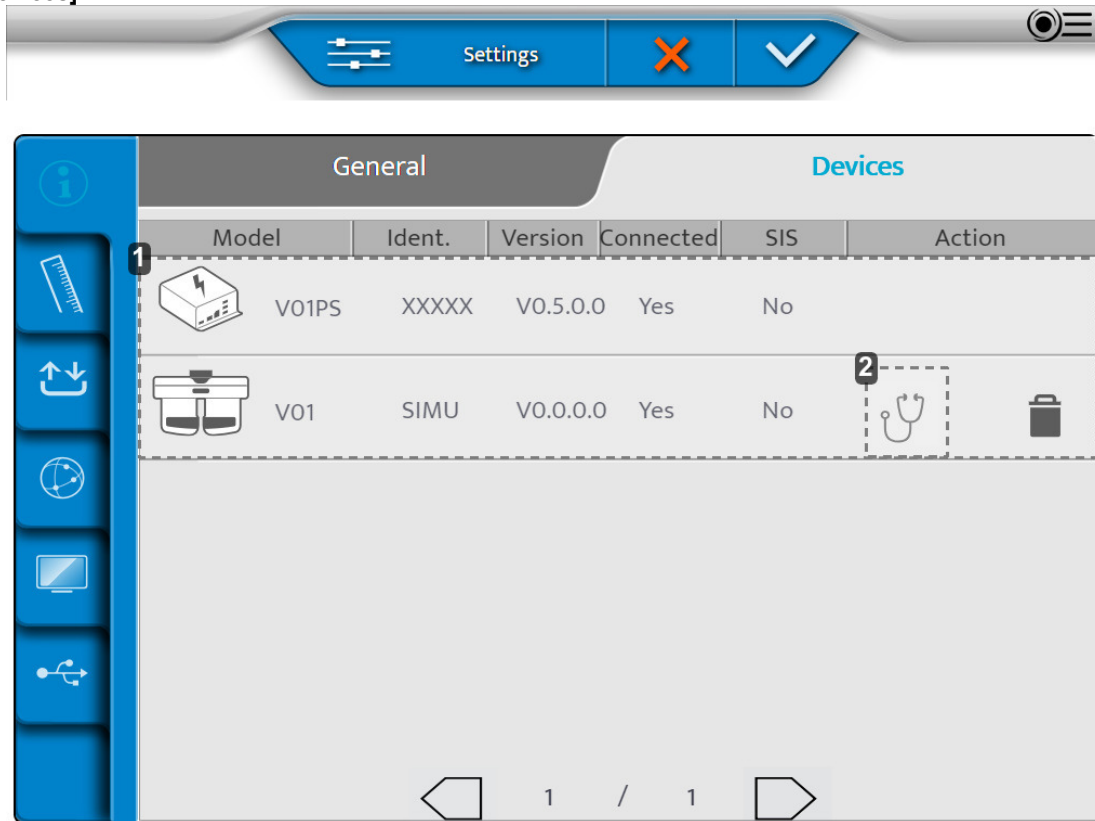 Settings
General Devices
Model Ident. Version Connected SIS Action
1
V01PS XXXXX V0.5.0.0 Yes No
2
V01 SIMU V0.0.0.0 Yes No
1 / 1